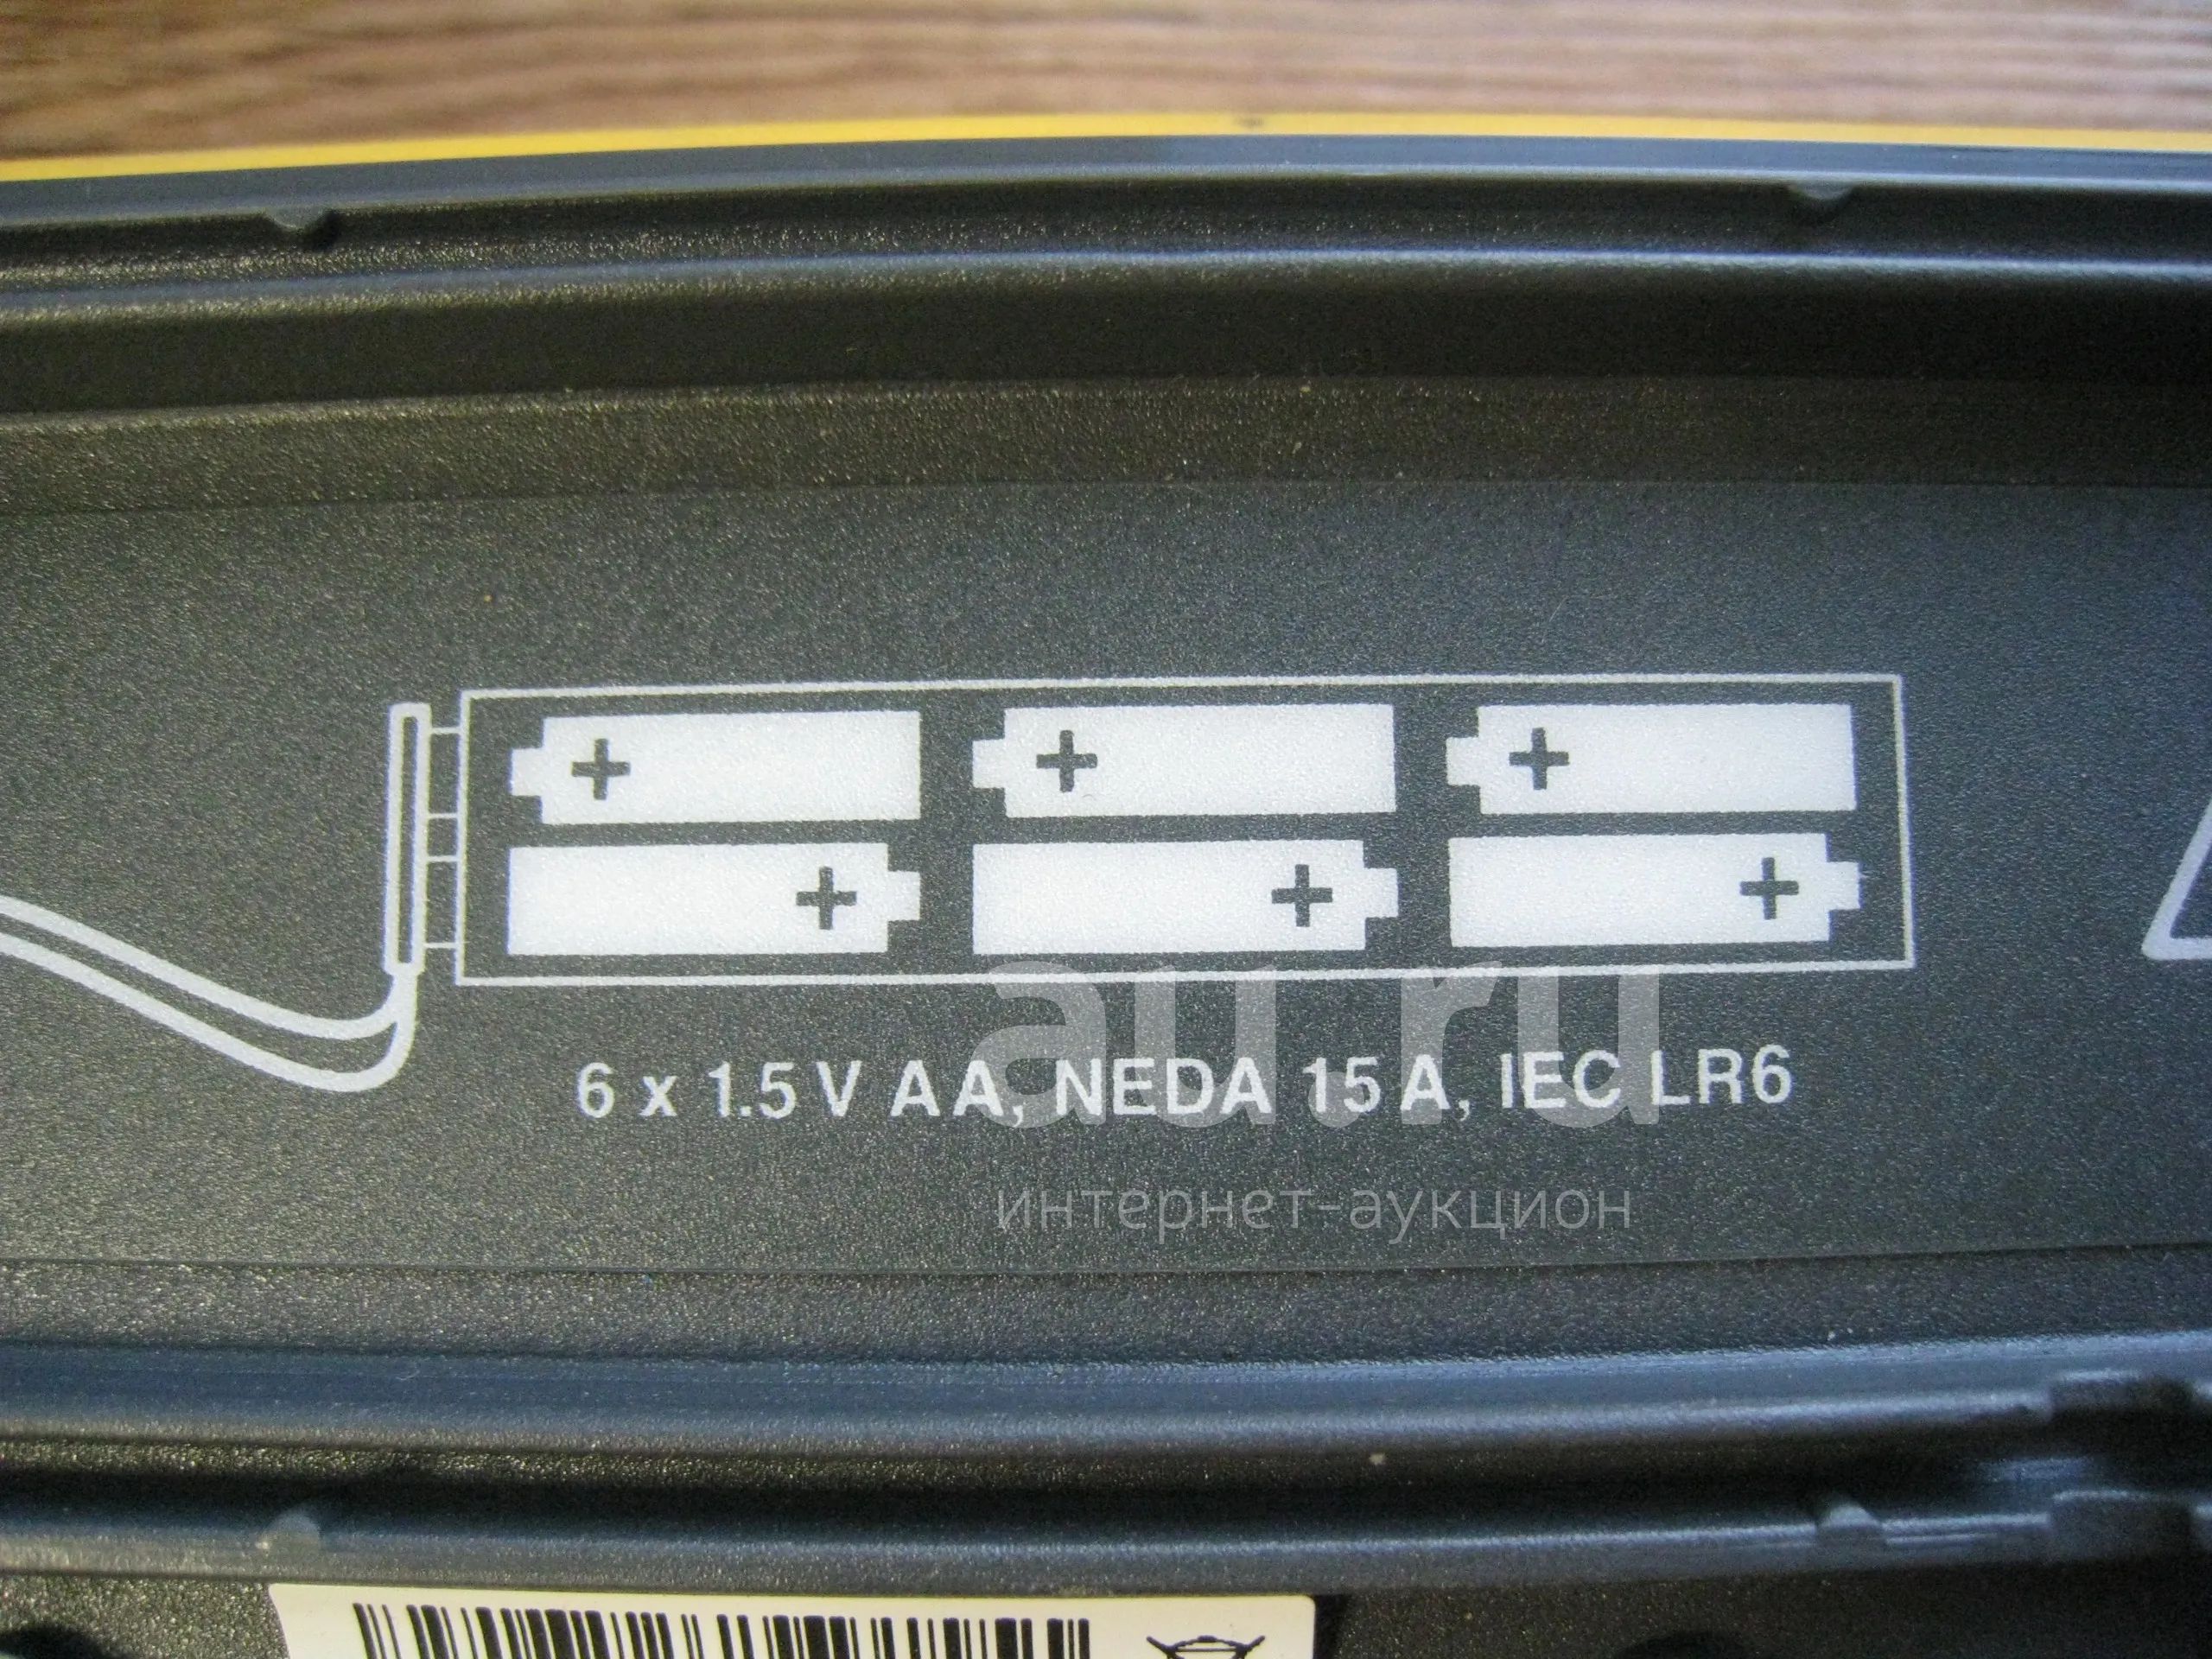 + + +
+ + +
6 x 1.5 V AA, NEDA 15 A, IEC LR6
au.ru
интернет-аукцион